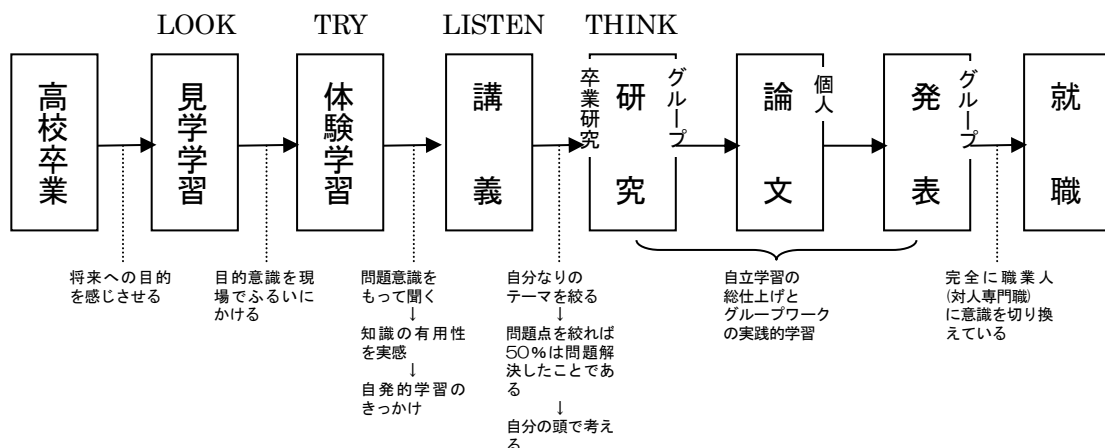 LOOK
TRY
LISTEN
THINK
高校卒業
見学学習
体験学習
講義
卒業研究
研究
グループ
論文
個人
発表
グループ
就職
将来への目的
を感じさせる
目的意識を現
場でふるいに
かける
問題意識を
もって聞く
↓
知識の有用性
を実感
↓
自発的学習の
きっかけ
自分なりの
テーマを絞る
↓
問題点を絞れば
50%は問題解
決したことであ
る
↓
自分の頭で考え
る
自立学習の
総仕上げと
グループワーク
の実践的学習
完全に職業人
(対人専門職)
に意識を切り換
えている